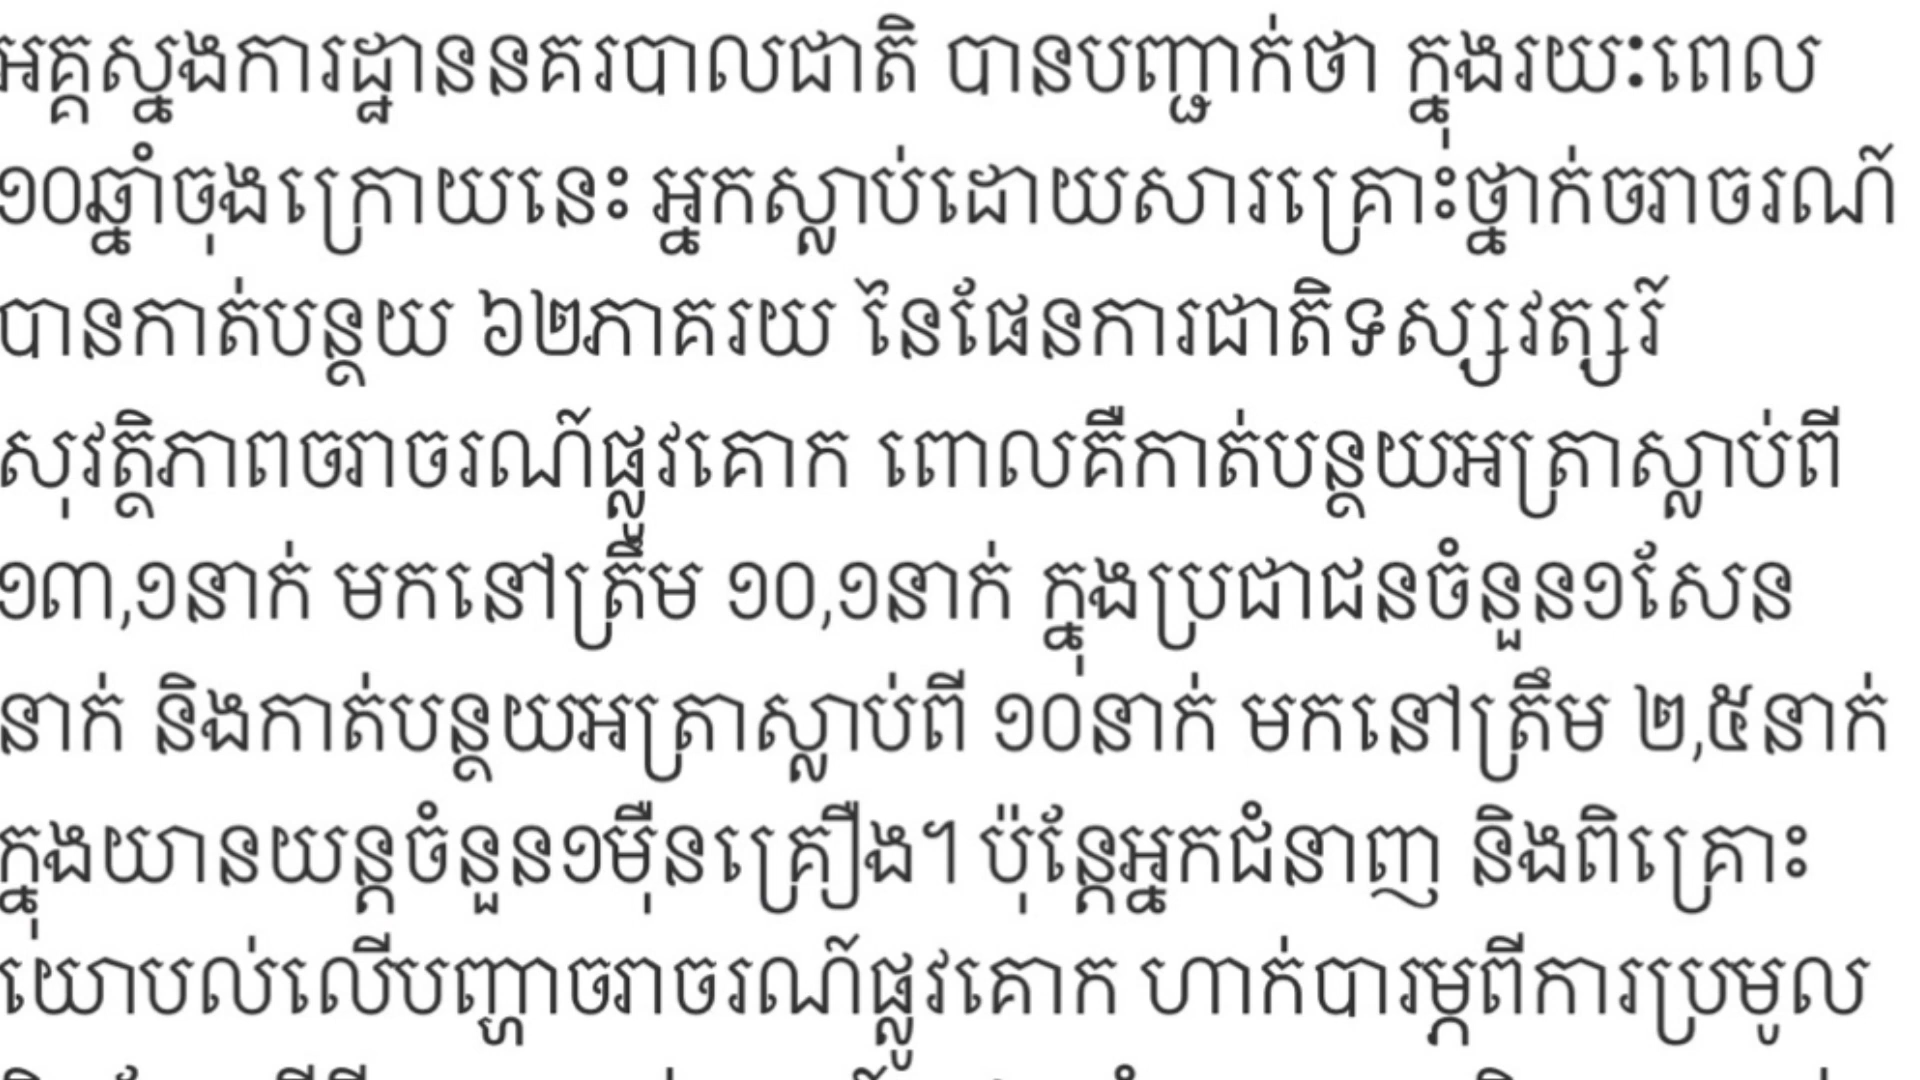 អគ្គស្នងការដ្ឋាននគរបាលជាតិ បានបញ្ជាក់ថា ក្នុងរយៈពេល
១០ឆ្នាំចុងក្រោយនេះ អ្នកស្លាប់ដោយសារគ្រោះថ្នាក់ចរាចរណ៍
បានកាត់បន្ថយ ៦២ភាគរយ នៃផែនការជាតិទស្សវត្សរ៍
សុវត្ថិភាពចរាចរណ៍ផ្លូវគោក ពោលគឺកាត់បន្ថយអត្រាស្លាប់ពី
១៣,១នាក់ មកនៅត្រឹម ១០,១នាក់ ក្នុងប្រជាជនចំនួន១សែន
នាក់ និងកាត់បន្ថយអត្រាស្លាប់ពី ១០នាក់ មកនៅត្រឹម ២,៥នាក់
ក្នុងយានយន្តចំនួន១ម៉ឺនគ្រឿង។ ប៉ុន្តែអ្នកជំនាញ និងពិគ្រោះ
យោបល់លើបញ្ហាចរាចរណ៍ផ្លូវគោក ហាក់បារម្ភពីការប្រមូល